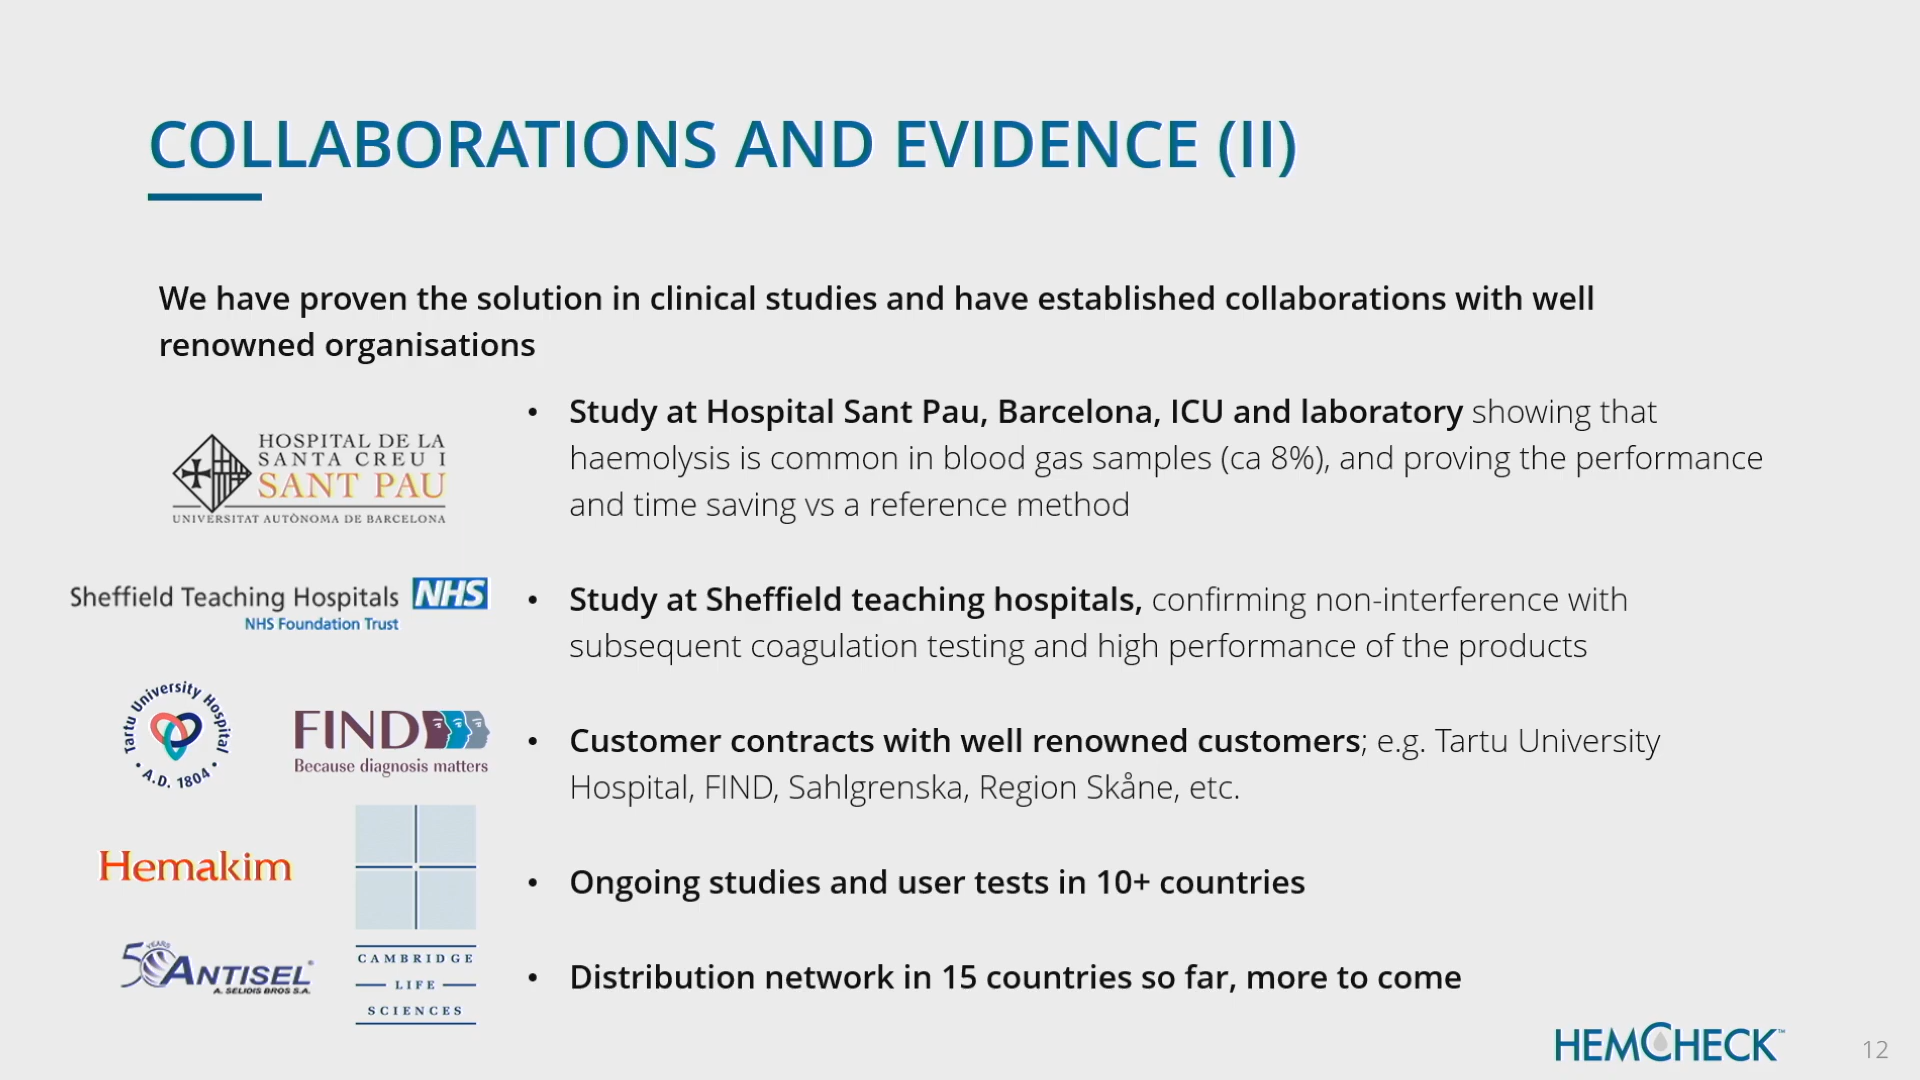 COLLABORATIONS AND EVIDENCE (II)
We have proven the solution in clinical studies and have established collaborations with well
renowned organisations
HOSPITAL DE LA
SANTA CREU I
SANT PAU
UNIVERSITAT AUTÒNOMA DE BARCELONA
• Study at Hospital Sant Pau, Barcelona, ICU and laboratory showing that
haemolysis is common in blood gas samples (ca 8%), and proving the performance
and time saving vs a reference method
Sheffield Teaching Hospitals NHS
NHS Foundation Trust
• Study at Sheffield teaching hospitals, confirming non-interference with
subsequent coagulation testing and high performance of the products
Tartu University Hospital
• A.D. 1804 •
FIND
Because diagnosis matters
• Customer contracts with well renowned customers; e.g. Tartu University
Hospital, FIND, Sahlgrenska, Region Skåne, etc.
Hemakim
• Ongoing studies and user tests in 10+ countries
50 YEARS
ANTISEL®
A. SELIDIS BROS S.A.
CAMBRIDGE
LIFE
SCIENCES
• Distribution network in 15 countries so far, more to come
HEMCHECK™
12